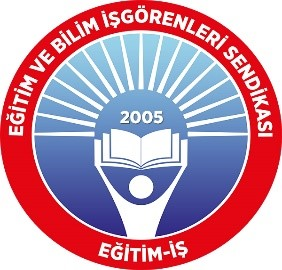 EĞİTİM VE BİLİM İŞGÖRENLERİ SENDİKASI
2005
EĞİTİM-İŞ